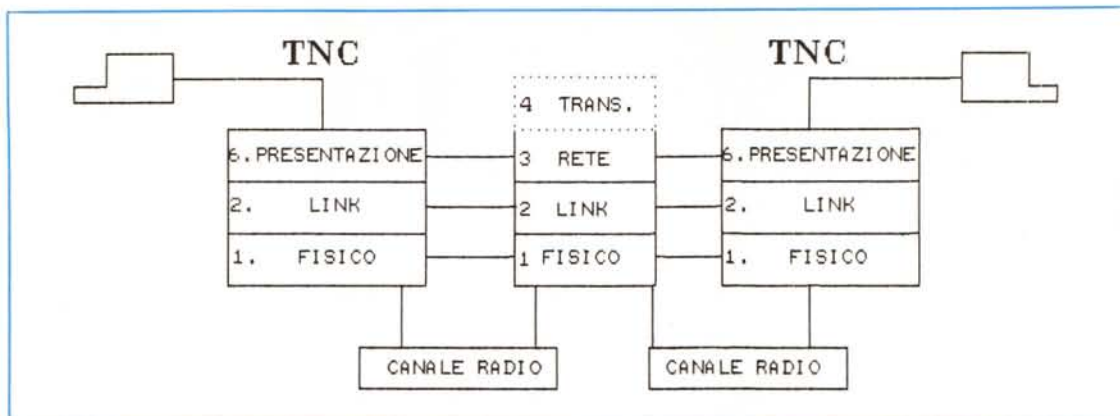 TNC
TNC
4 TRANS.
6. PRESENTAZIONE
3 RETE
6. PRESENTAZIONE
2. LINK
2 LINK
2. LINK
1. FISICO
1 FISICO
1. FISICO
CANALE RADIO
CANALE RADIO